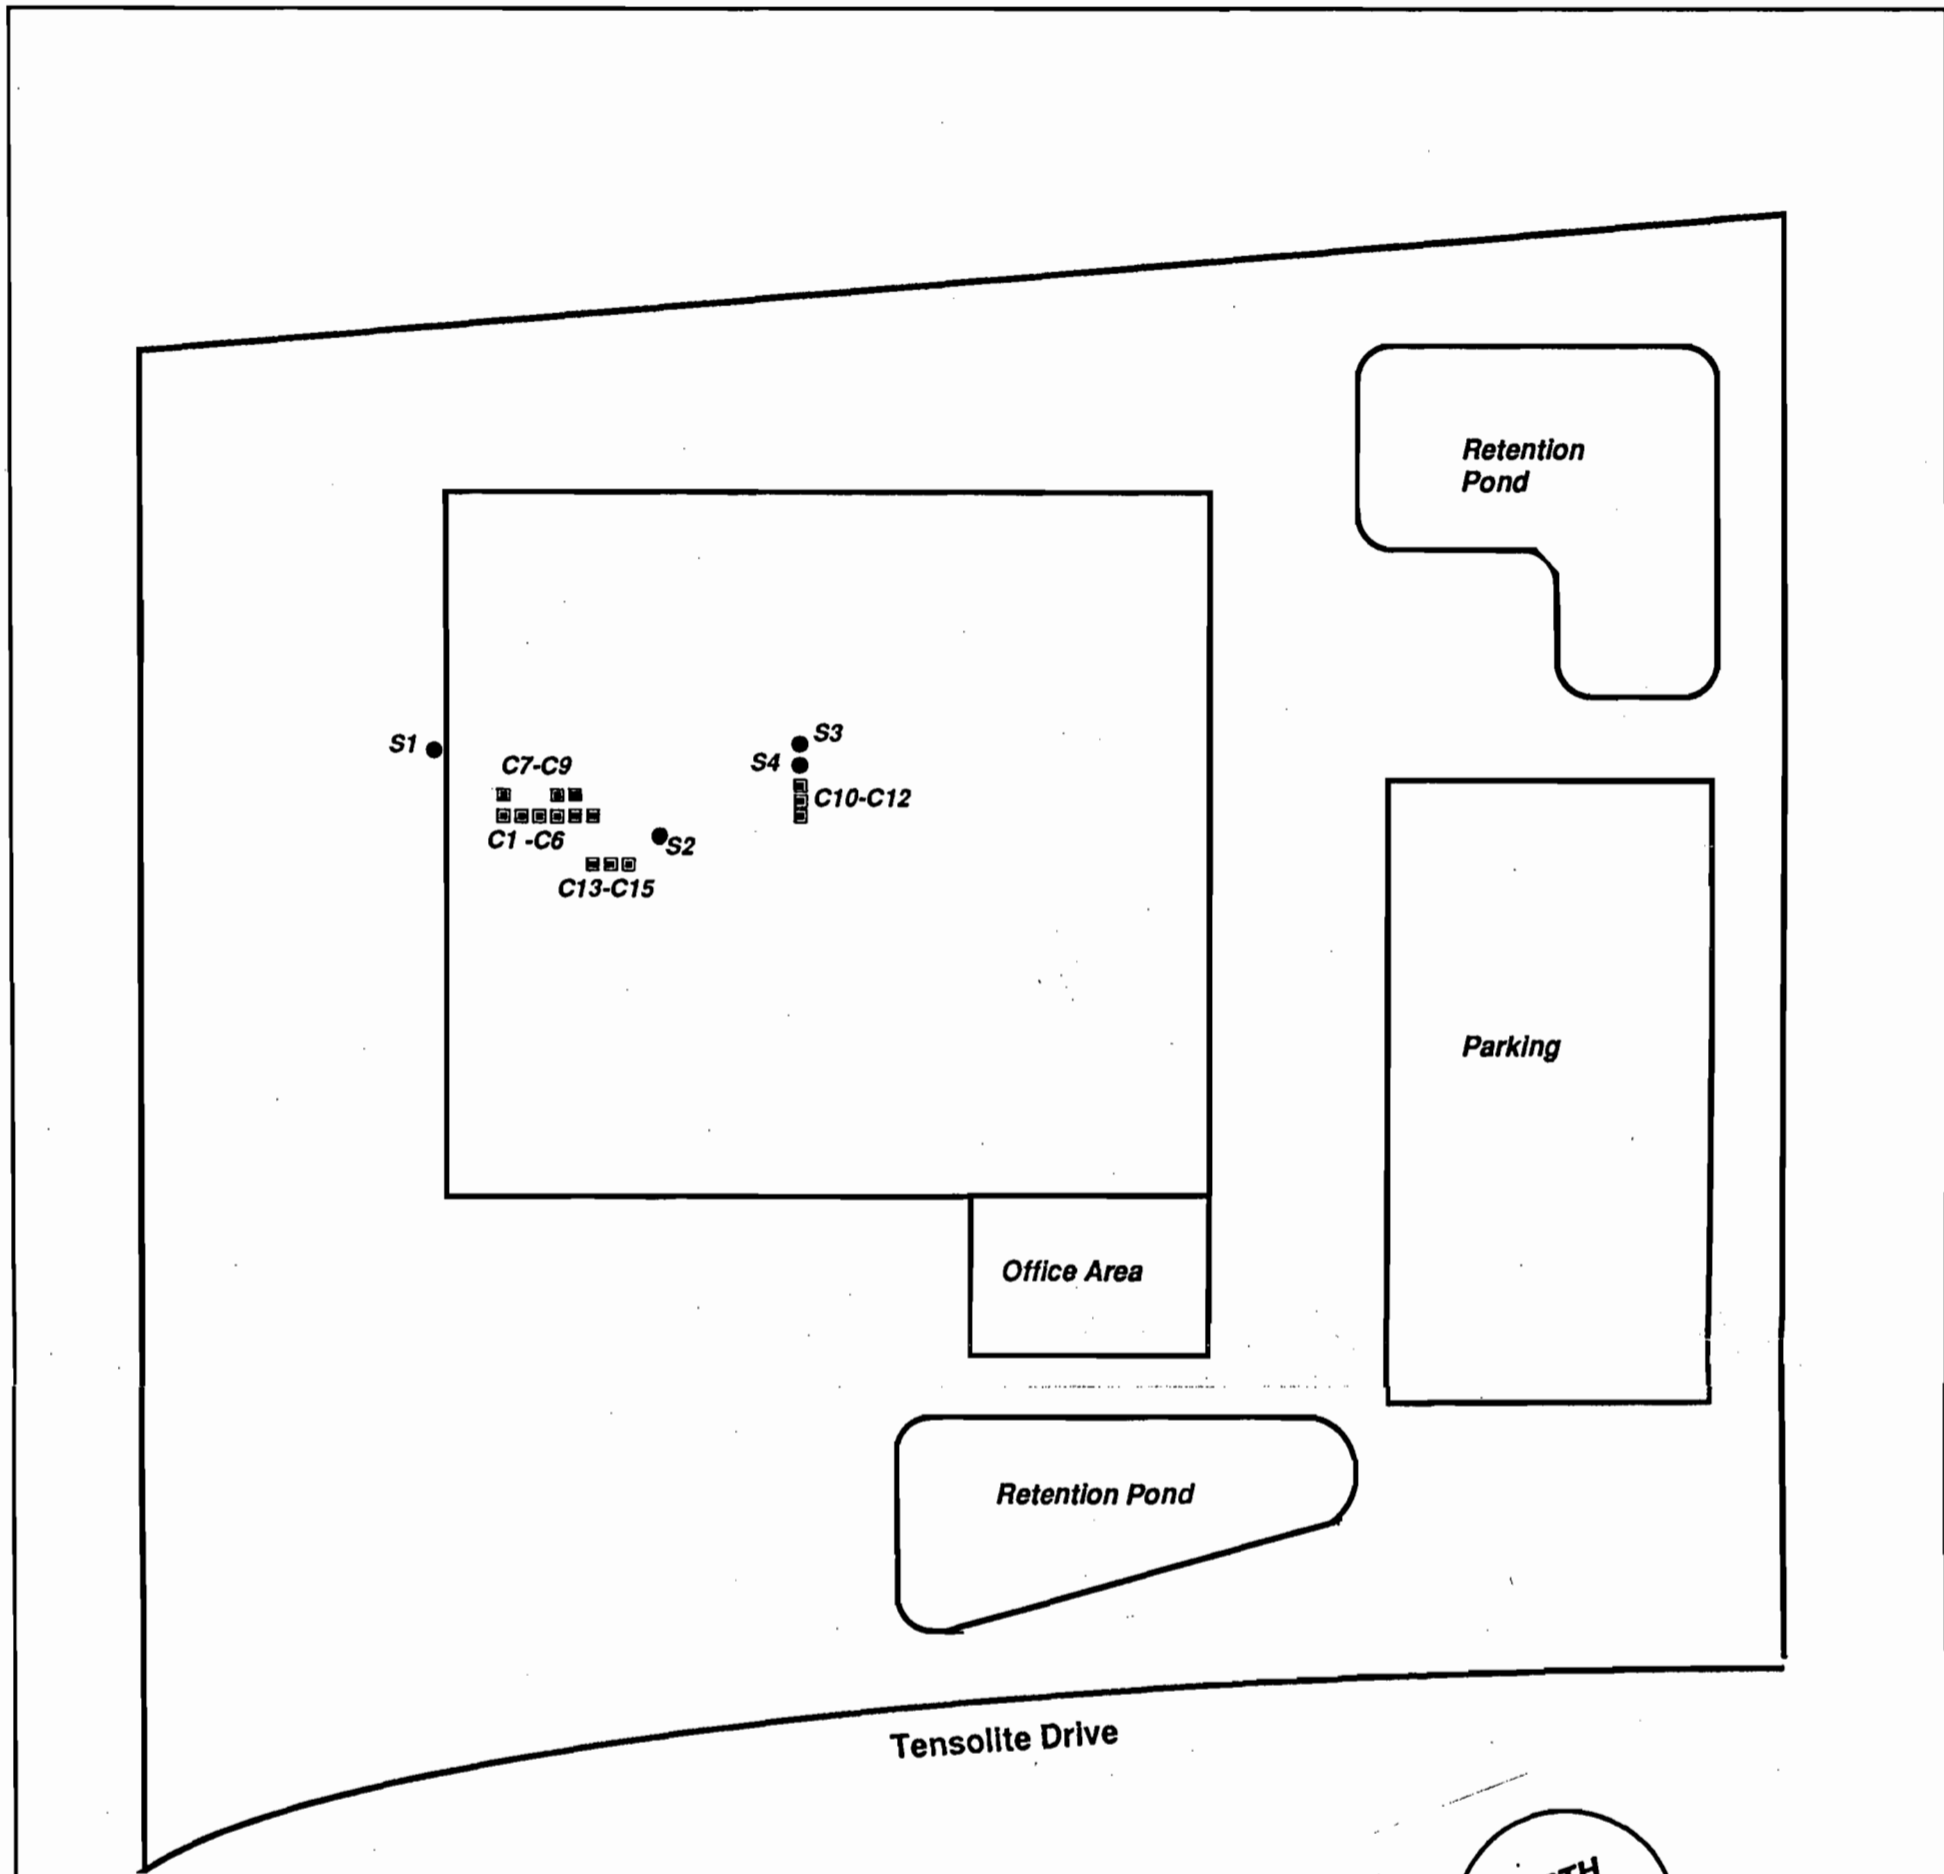 Retention
Pond
S1
S3
S4
C7-C9
C10-C12
C1 -C6
S2
C13-C15
Parking
Office Area
Retention Pond
Tensolite Drive